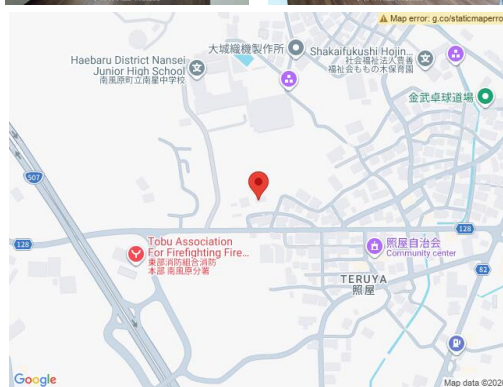 Map error: g.co/staticmaperro
大城織機製作所
Shakaifukushi Hojin...
社会福祉法人豊善
福祉会ももの木保育園
Haebaru District Nansei
Junior High School
南風原町立南星中学校
金武卓球道場
507
128
128
Tobu Association
For Firefighting Fire...
東部消防組合消防
本部 南風原分署
照屋自治会
Community center
TERUYA
照屋
82
Google
Map data ©202